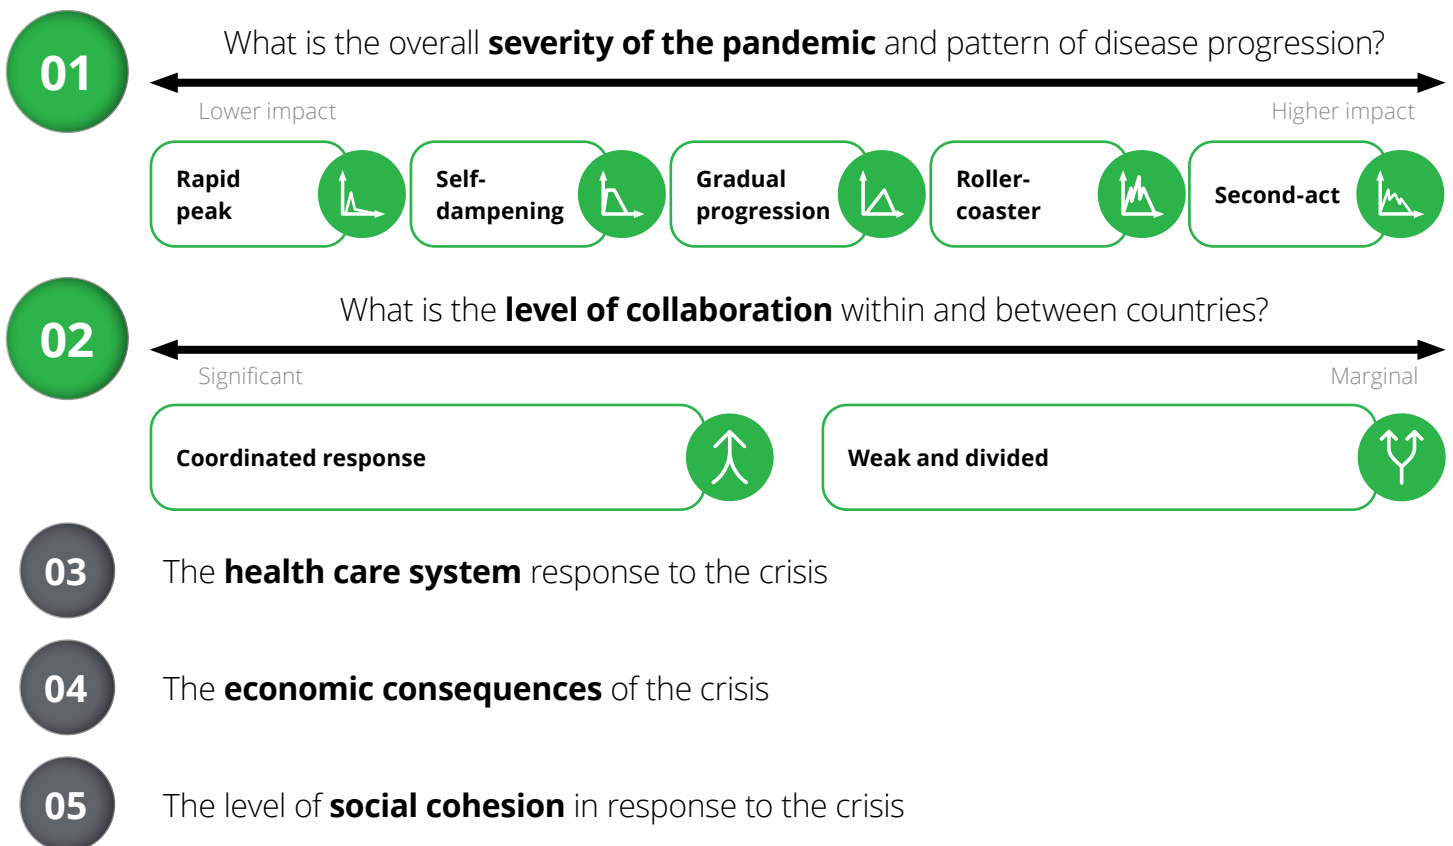 01
What is the overall severity of the pandemic and pattern of disease progression?
Lower impact
Higher impact
Rapid
peak
Self-
dampening
Gradual
progression
Roller-
coaster
Second-act
02
What is the level of collaboration within and between countries?
Significant
Marginal
Coordinated response
Weak and divided
03
The health care system response to the crisis
04
The economic consequences of the crisis
05
The level of social cohesion in response to the crisis